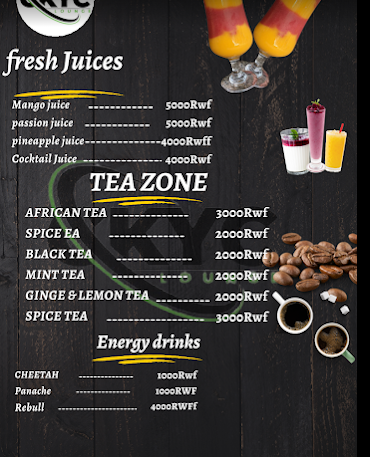 LOUNGE
fresh Juices
Mango juice ------------ 5000Rwf
passion juice ------------ 5000Rwf
pineapple juice------------4000Rwff
Cocktail Juice ------------ 4000Rwf
TEA ZONE
AFRICAN TEA ------------ 3000Rwf
SPICE EA ------------ 2000Rwf
BLACK TEA ------------ 2000Rwf
MINT TEA ------------ 2000Rwf
GINGE & LEMON TEA ________ 2000Rwf
SPICE TEA ------------ 3000Rwf
Energy drinks
CHEETAH ------------ 1000Rwf
Panache ------------ 1000RWF
Rebull ---------------- 4000RWFf